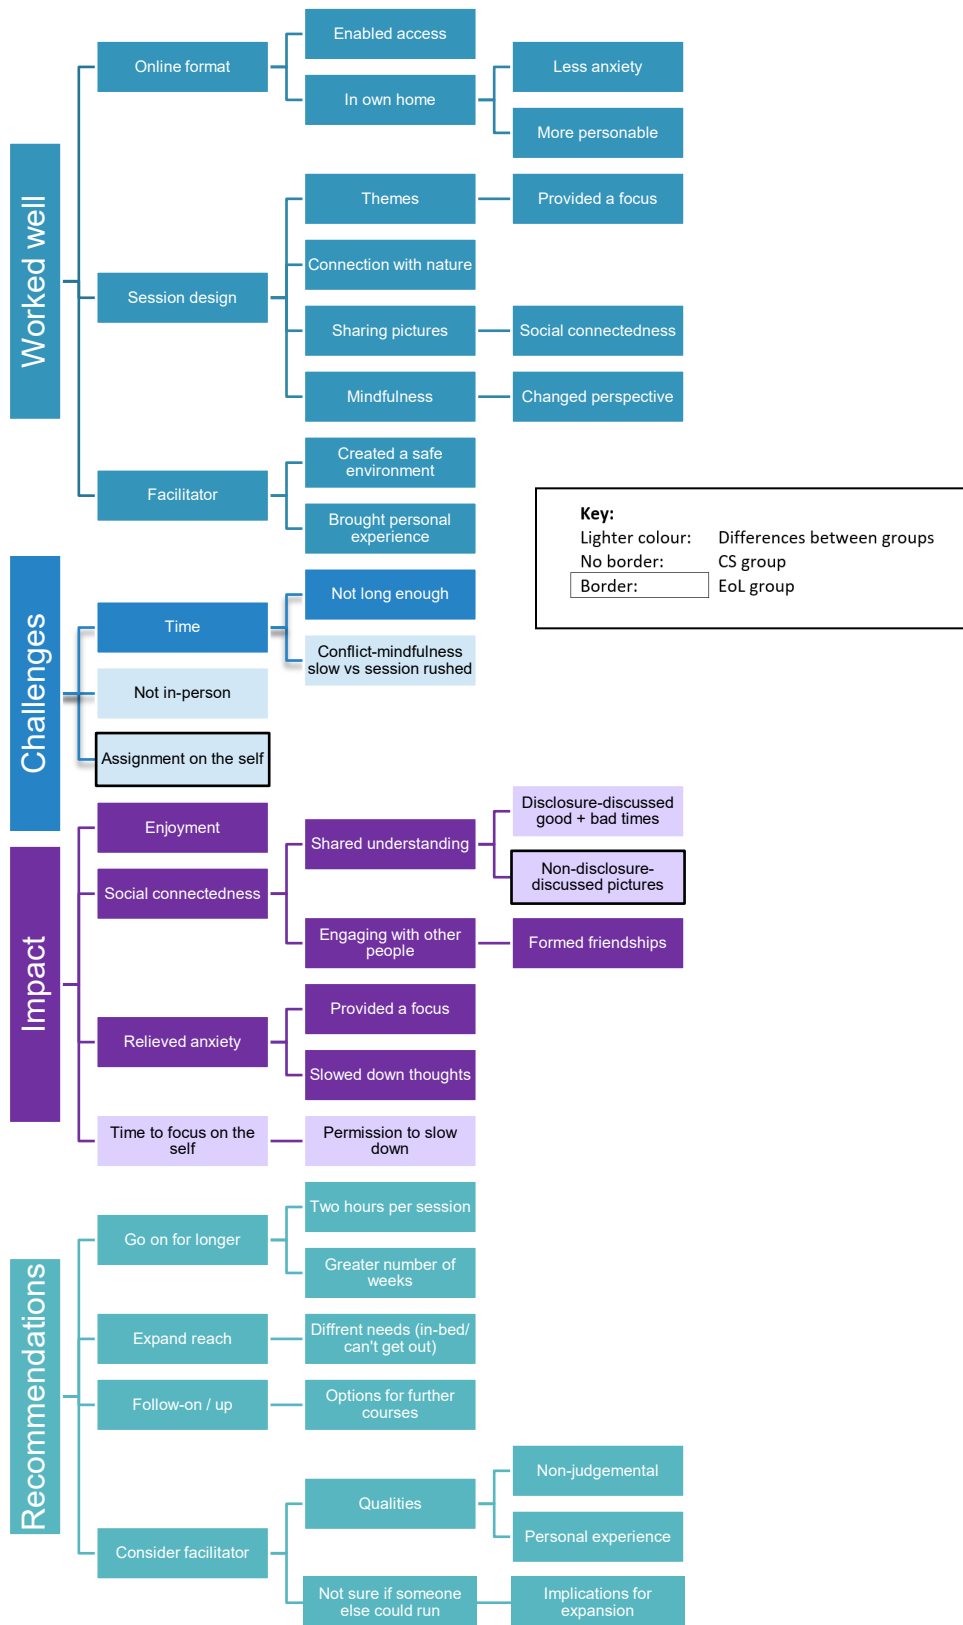 Worked well
Online format
Enabled access
In own home
Less anxiety
More personable
Session design
Themes
Provided a focus
Connection with nature
Sharing pictures
Social connectedness
Mindfulness
Changed perspective
Facilitator
Created a safe
environment
Brought personal
experience
Key:
Lighter colour: Differences between groups
No border: CS group
Border: EoL group
Challenges
Time
Not long enough
Conflict-mindfulness
slow vs session rushed
Not in-person
Assignment on the self
Impact
Enjoyment
Social connectedness
Shared understanding
Disclosure-discussed
good + bad times
Non-disclosure-
discussed pictures
Engaging with other
people
Formed friendships
Relieved anxiety
Provided a focus
Slowed down thoughts
Time to focus on the
self
Permission to slow
down
Recommendations
Go on for longer
Two hours per session
Greater number of
weeks
Expand reach
Diffrent needs (in-bed/
can't get out)
Follow-on / up
Options for further
courses
Consider facilitator
Qualities
Non-judgemental
Personal experience
Not sure if someone
else could run
Implications for
expansion